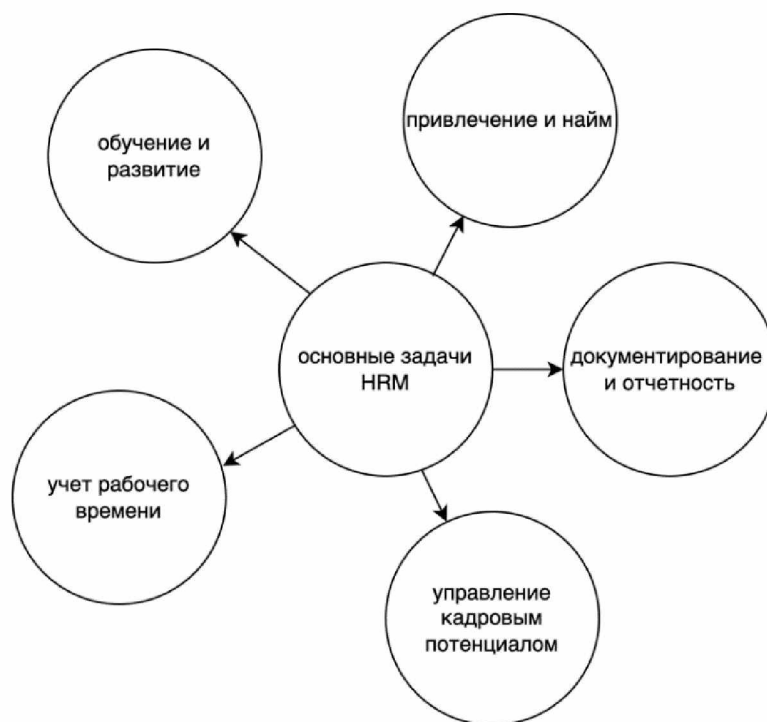 привлечение и найм
обучение и
развитие
основные задачи
HRM
документирование
и отчетность
учет рабочего
времени
управление
кадровым
потенциалом